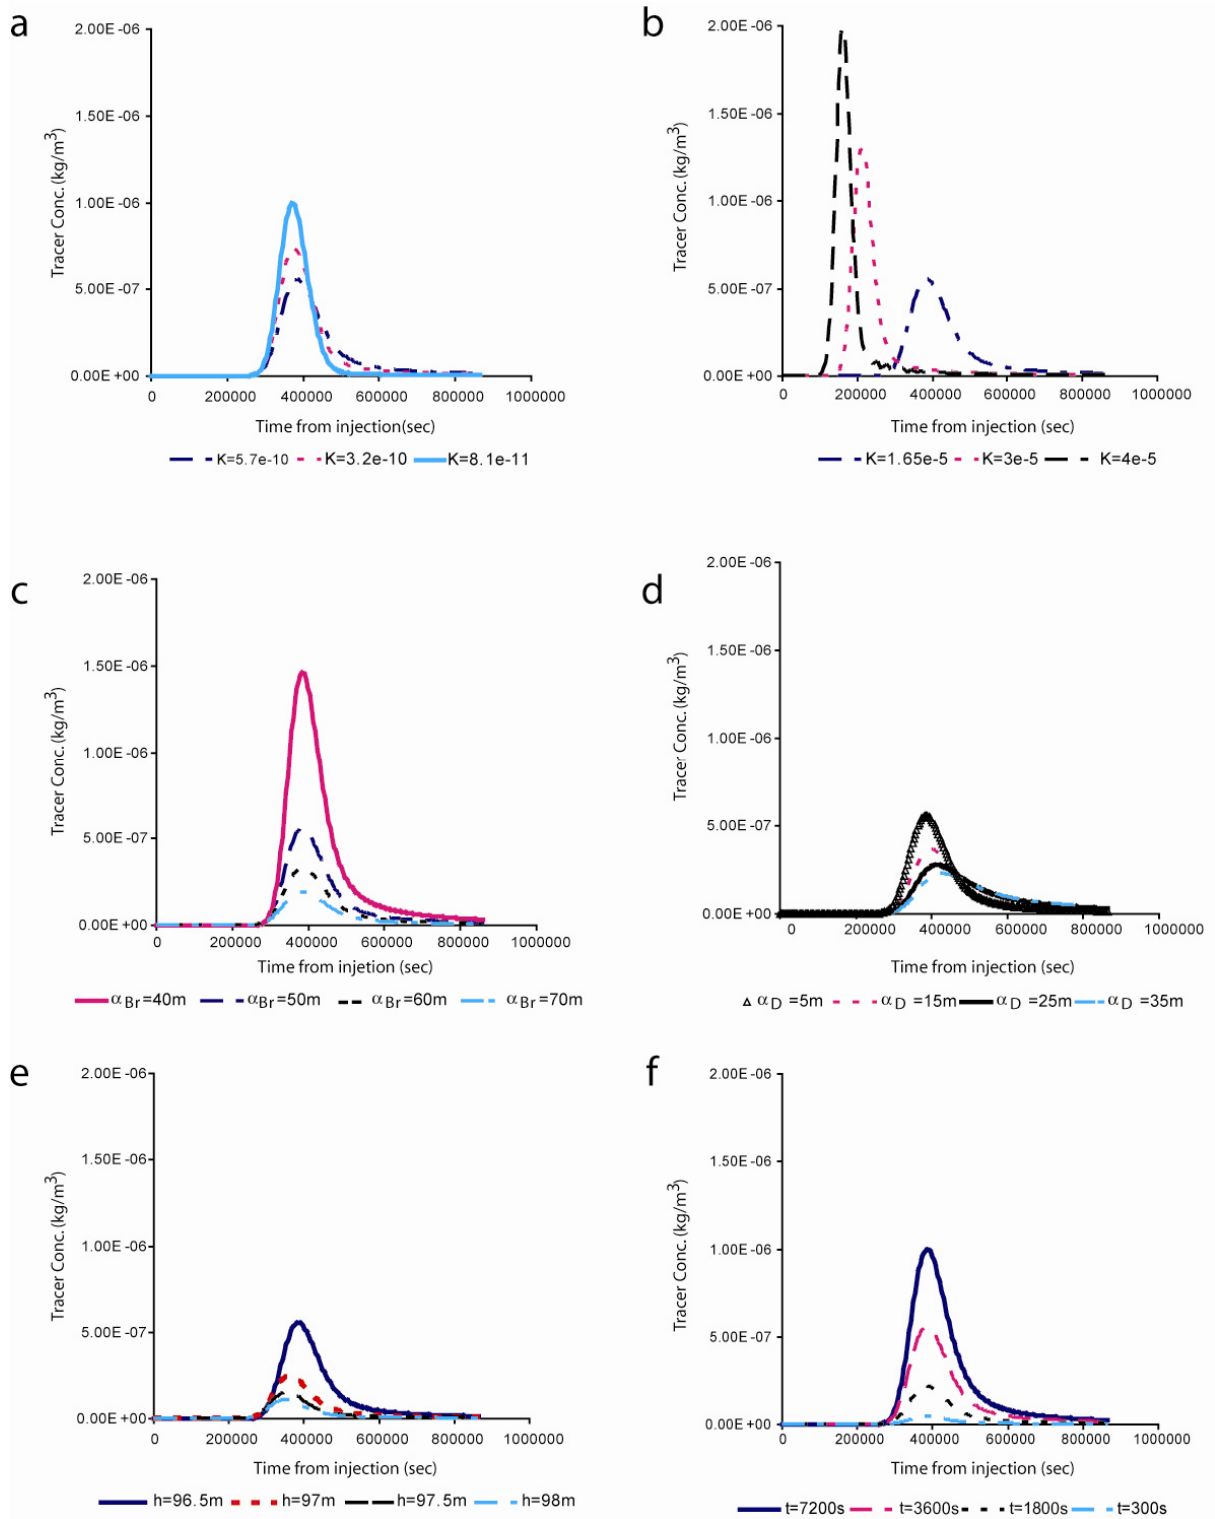 a
2.00E -06
1.50E -06
1.00E -06
5.00E -07
0.00E +00
Tracer Conc. (kg/m3)
0 200000 400000 600000 800000 1000000
Time from injection(sec)
K=5.7e-10 K=3.2e-10 K=8.1e-11
b
2.00E -06
1.50E -06
1.00E -06
5.00E -07
0.00E +00
Tracer Conc. (kg/m3)
0 200000 400000 600000 800000 1000000
Time from injection (sec)
K=1.65e-5 K=3e-5 K=4e-5
c
2.00E -06
1.50E -06
1.00E -06
5.00E -07
0.00E +00
Tracer Conc. (kg/m3)
0 200000 400000 600000 800000 1000000
Time from injetion (sec)
αBr=40m αBr=50m αBr=60m αBr=70m
d
2.00E -06
1.50E -06
1.00E -06
5.00E -07
0.00E +00
Tracer Conc. (kg/m3)
0 200000 400000 600000 800000 1000000
Time from injection (sec)
αD =5m αD =15m αD =25m αD =35m
e
2.00E -06
1.50E -06
1.00E -06
5.00E -07
0.00E +00
Tracer Conc. (kg/m3)
0 200000 400000 600000 800000 1000000
Time from injection (sec)
h=96.5m h=97m h=97.5m h=98m
f
2.00E -06
1.50E -06
1.00E -06
5.00E -07
0.00E +00
Tracer Conc. (kg/m3)
0 200000 400000 600000 800000 1000000
Time from injection (sec)
t=7200s t=3600s t=1800s t=300s